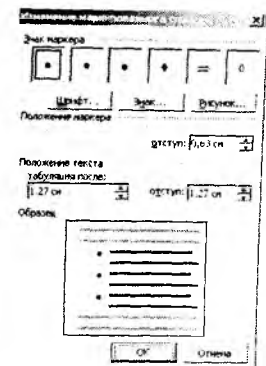 Знак маркера
Шрифт... Знак... Рисунок...
Положение маркера
отступ: 0,63 см
Положение текста
табуляция после:
1.27 см отступ: 1.27 см
Образец
ОК Отмена